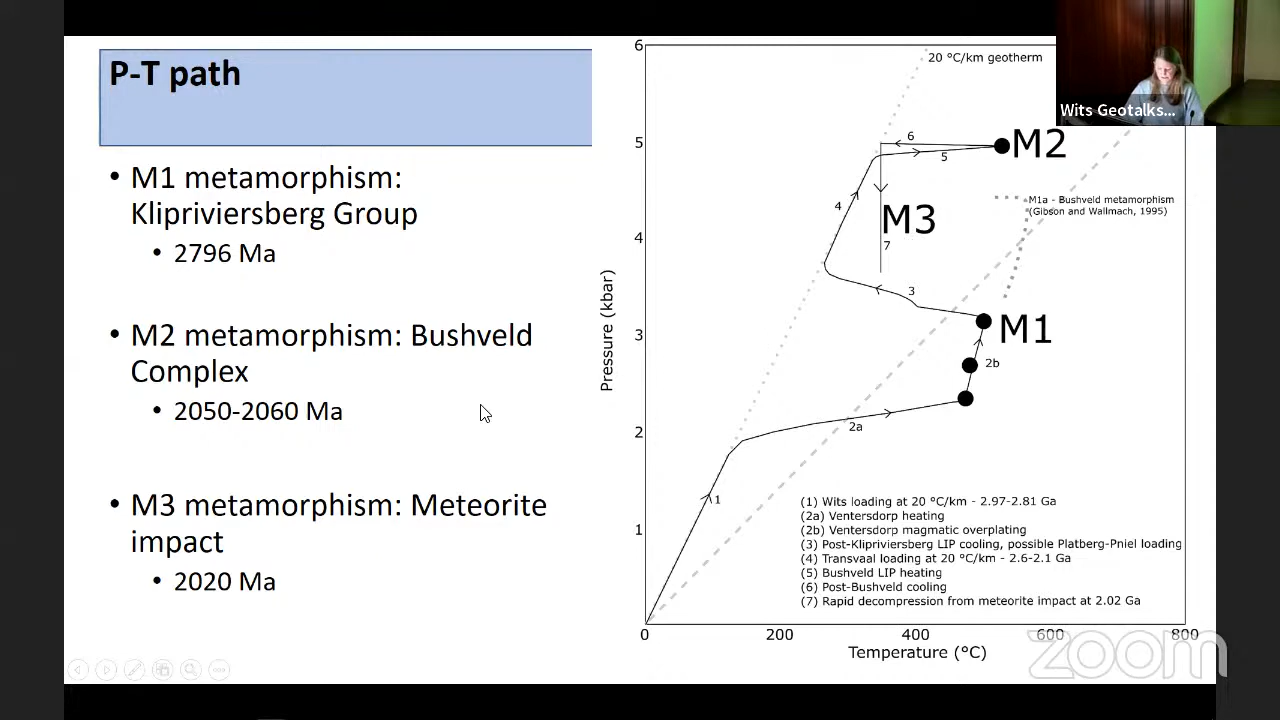 P-T path
• M1 metamorphism:
Klipriviersberg Group
• 2796 Ma
• M2 metamorphism: Bushveld
Complex
• 2050-2060 Ma
• M3 metamorphism: Meteorite
impact
• 2020 Ma
Wits Geotalks...
20 °C/km geotherm
M2
M1a - Bushveld metamorphism
(Gibson and Wallmach, 1995)
M3
M1
6
5
4
7
3
2b
2a
1
(1) Wits loading at 20 °C/km - 2.97-2.81 Ga
(2a) Ventersdorp heating
(2b) Ventersdorp magmatic overplating
(3) Post-Klipriviersberg LIP cooling, possible Platberg-Pniel loading
(4) Transvaal loading at 20 °C/km - 2.6-2.1 Ga
(5) Bushveld LIP heating
(6) Post-Bushveld cooling
(7) Rapid decompression from meteorite impact at 2.02 Ga
Pressure (kbar)
6
5
4
3
2
1
0
200
400
600
800
Temperature (°C)
zoom